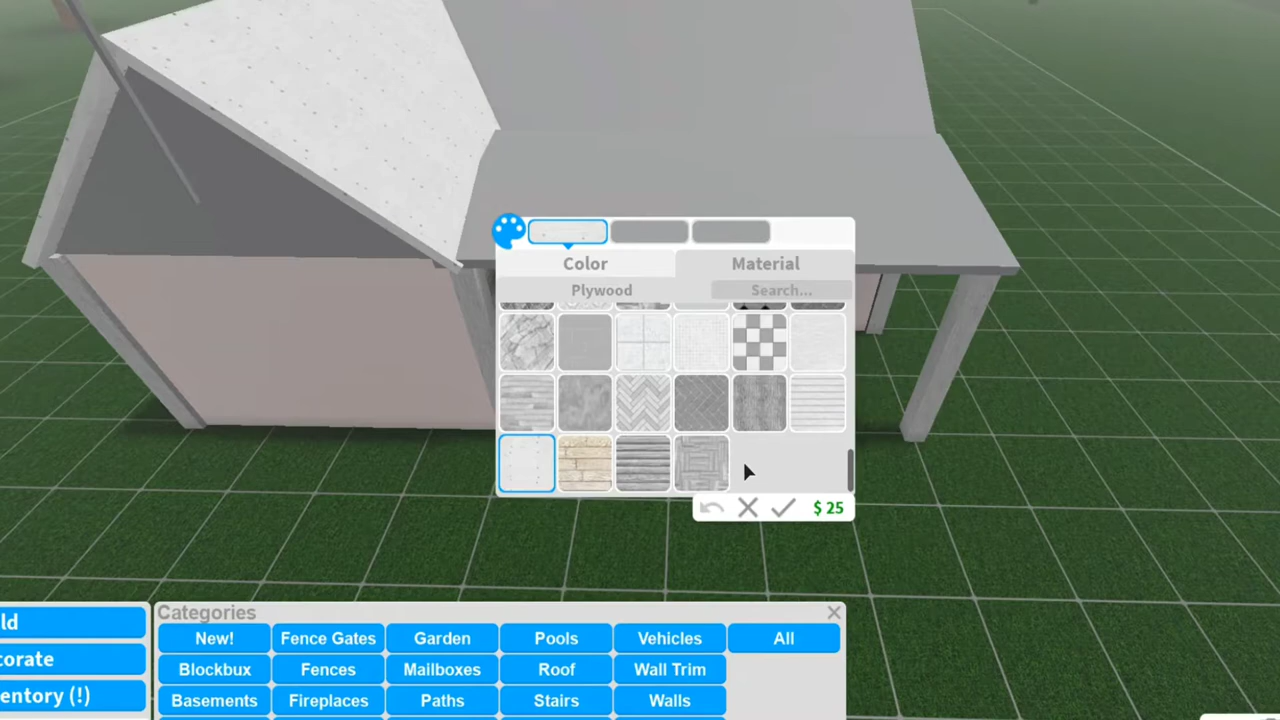 Color Material
Plywood Search...
$ 25
Categories
ld
New! Fence Gates Garden Pools Vehicles All
corate
Blockbux Fences Mailboxes Roof Wall Trim
entory (!)
Basements Fireplaces Paths Stairs Walls